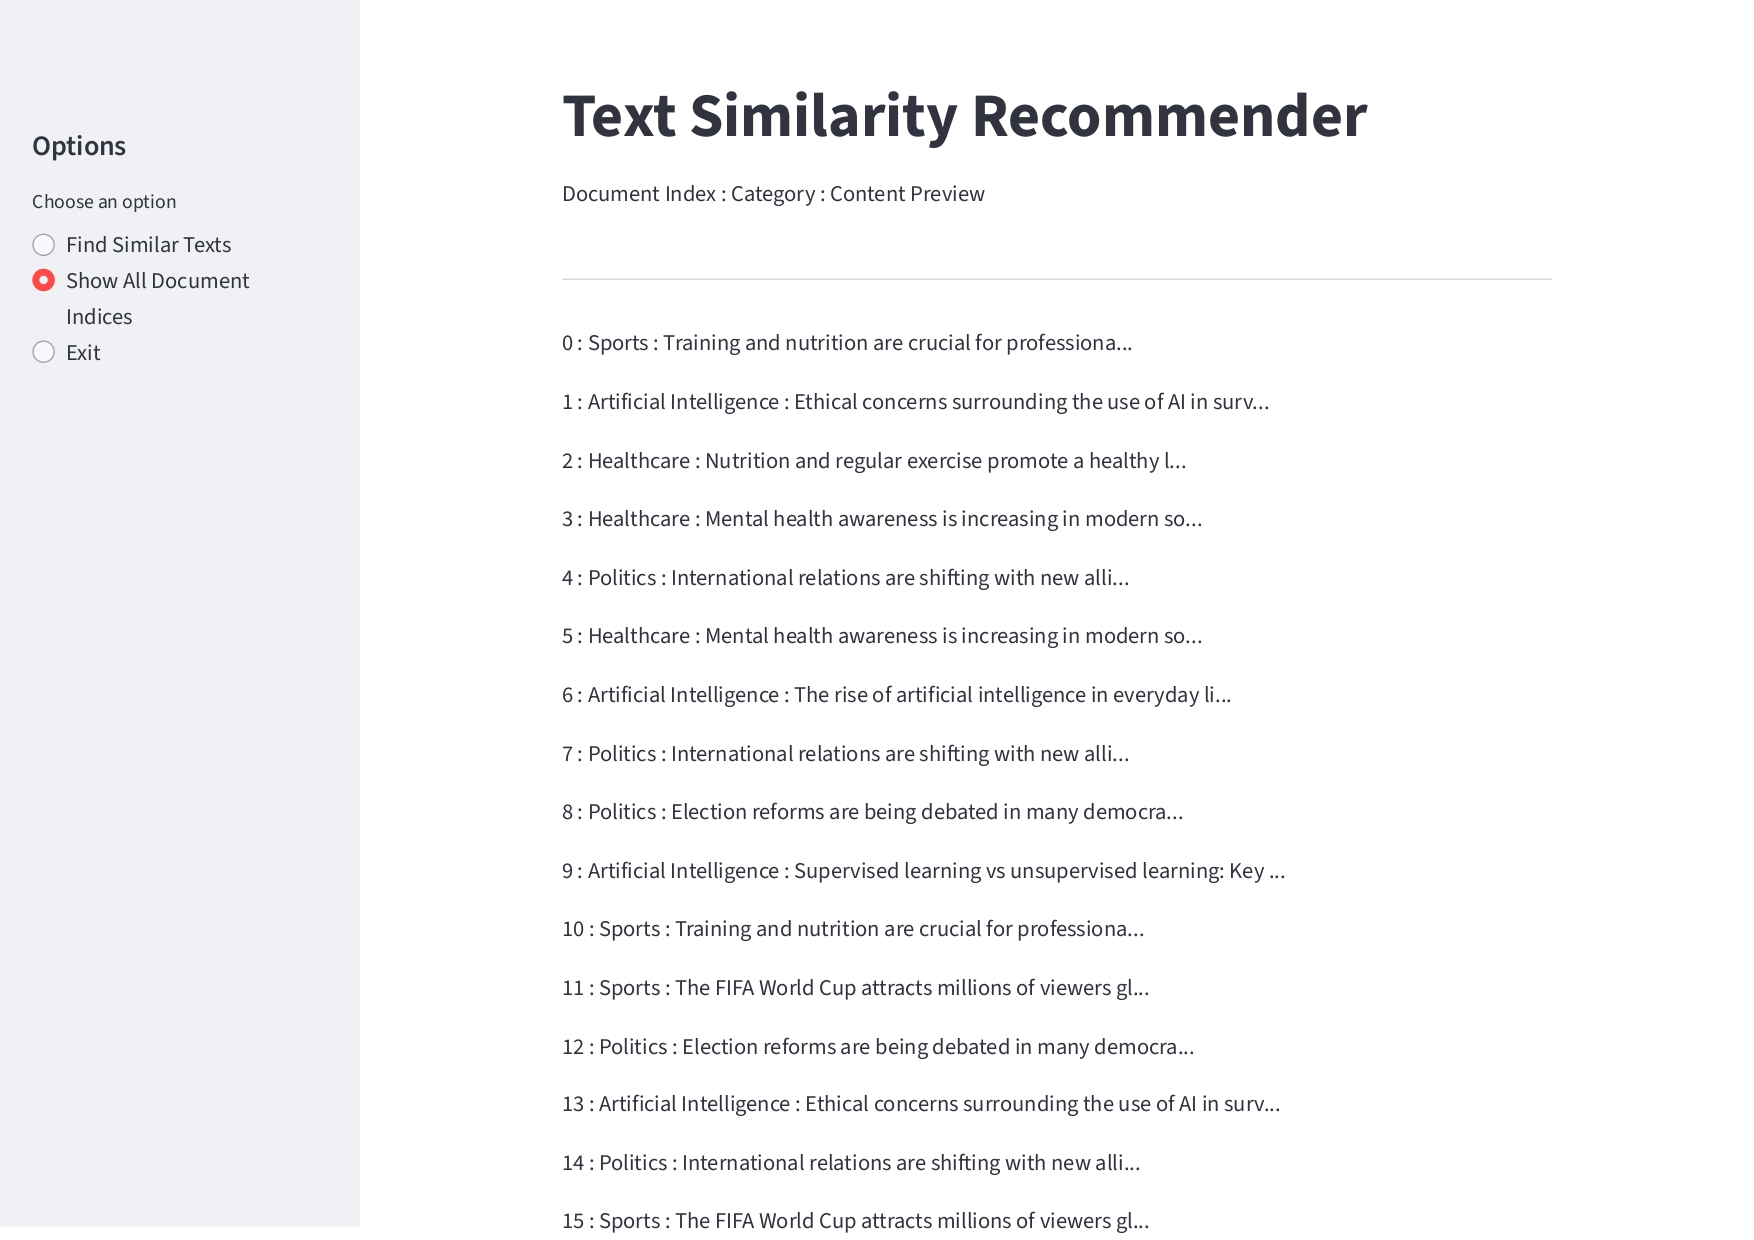 Options
Choose an option
Find Similar Texts
Show All Document
Indices
Exit
Text Similarity Recommender
Document Index : Category : Content Preview
0 : Sports : Training and nutrition are crucial for professiona...
1 : Artificial Intelligence : Ethical concerns surrounding the use of AI in surv...
2 : Healthcare : Nutrition and regular exercise promote a healthy l...
3 : Healthcare : Mental health awareness is increasing in modern so...
4 : Politics : International relations are shifting with new alli...
5 : Healthcare : Mental health awareness is increasing in modern so...
6 : Artificial Intelligence : The rise of artificial intelligence in everyday li...
7 : Politics : International relations are shifting with new alli...
8 : Politics : Election reforms are being debated in many democra...
9 : Artificial Intelligence : Supervised learning vs unsupervised learning: Key ...
10 : Sports : Training and nutrition are crucial for professiona...
11 : Sports : The FIFA World Cup attracts millions of viewers gl...
12 : Politics : Election reforms are being debated in many democra...
13 : Artificial Intelligence : Ethical concerns surrounding the use of AI in surv...
14 : Politics : International relations are shifting with new alli...
15 : Sports : The FIFA World Cup attracts millions of viewers gl...